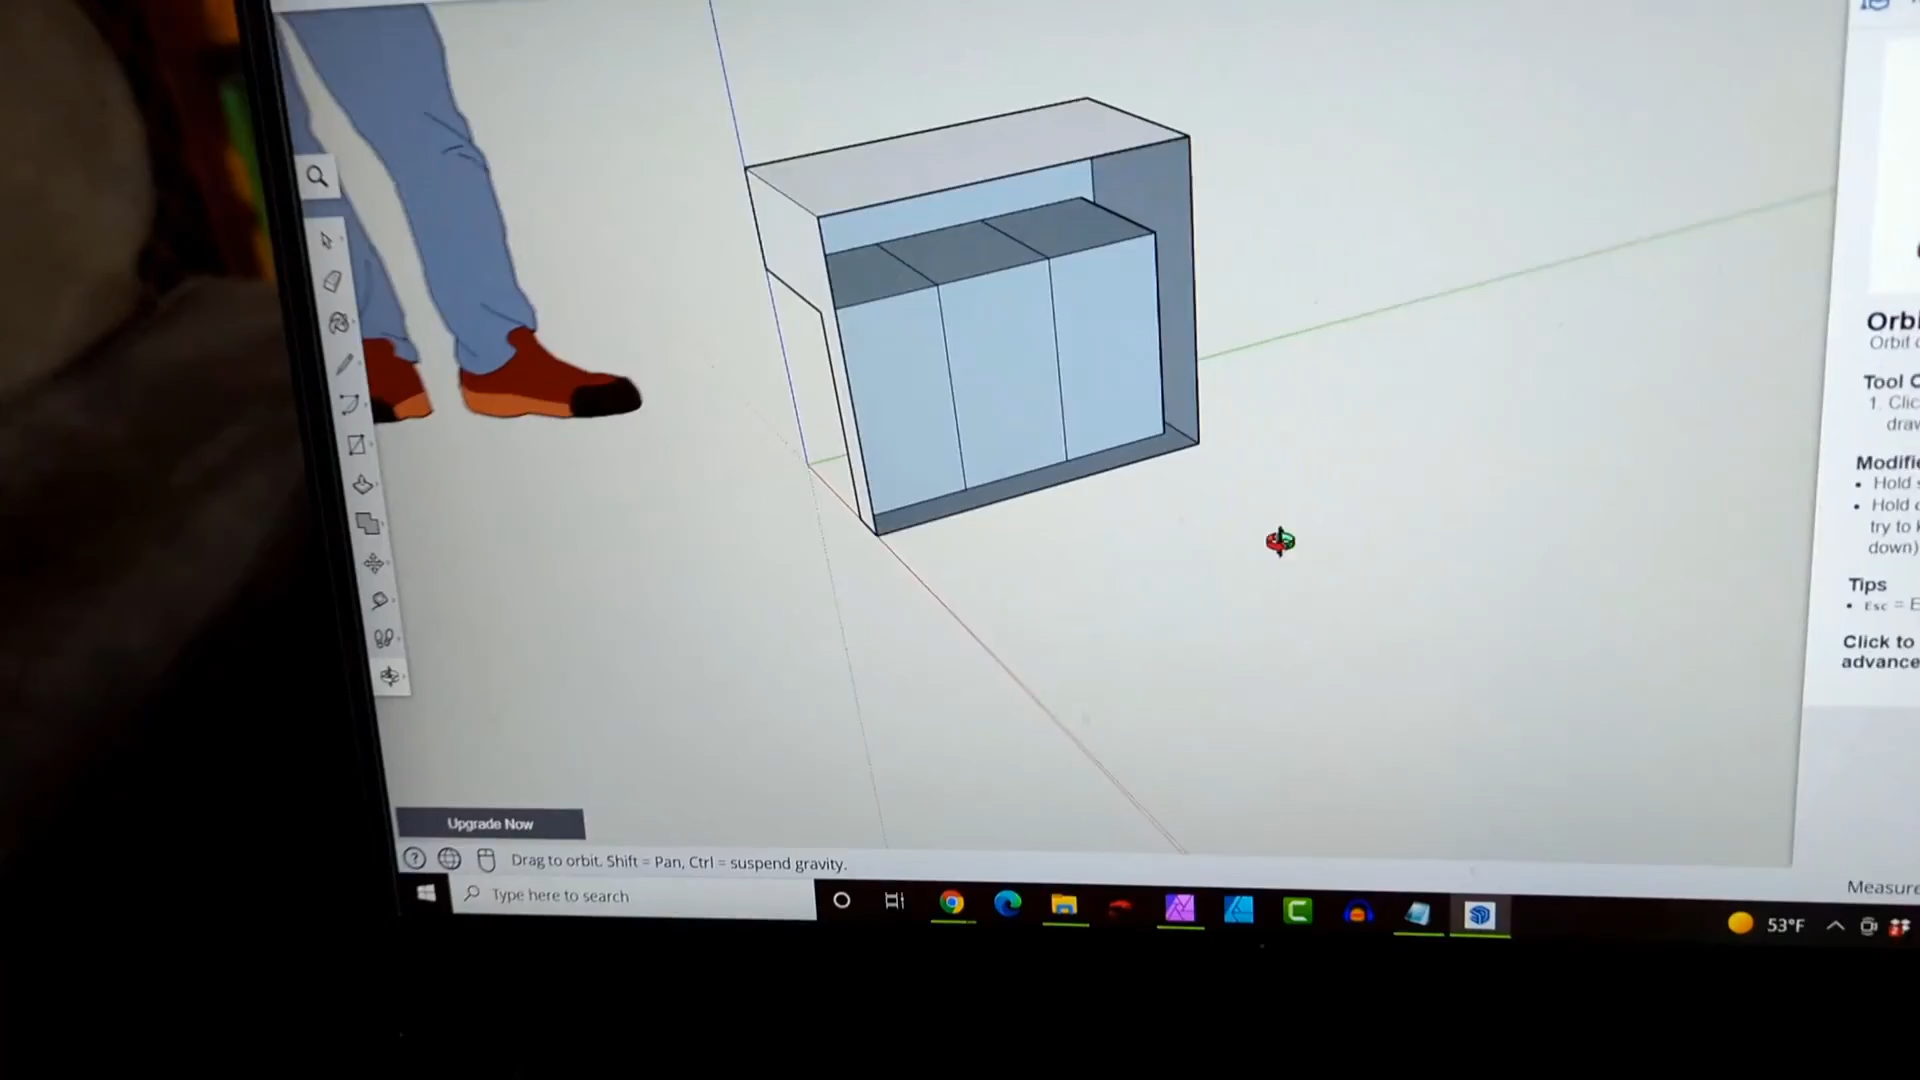 Orbi
Orbit
Tool
1. Clic
draw
Modifie
• Hold
• Hold
try to
down)
Tips
• Esc = E
Click to
advance
Upgrade Now
Drag to orbit. Shift = Pan, Ctrl = suspend gravity.
Measure
Type here to search
53°F